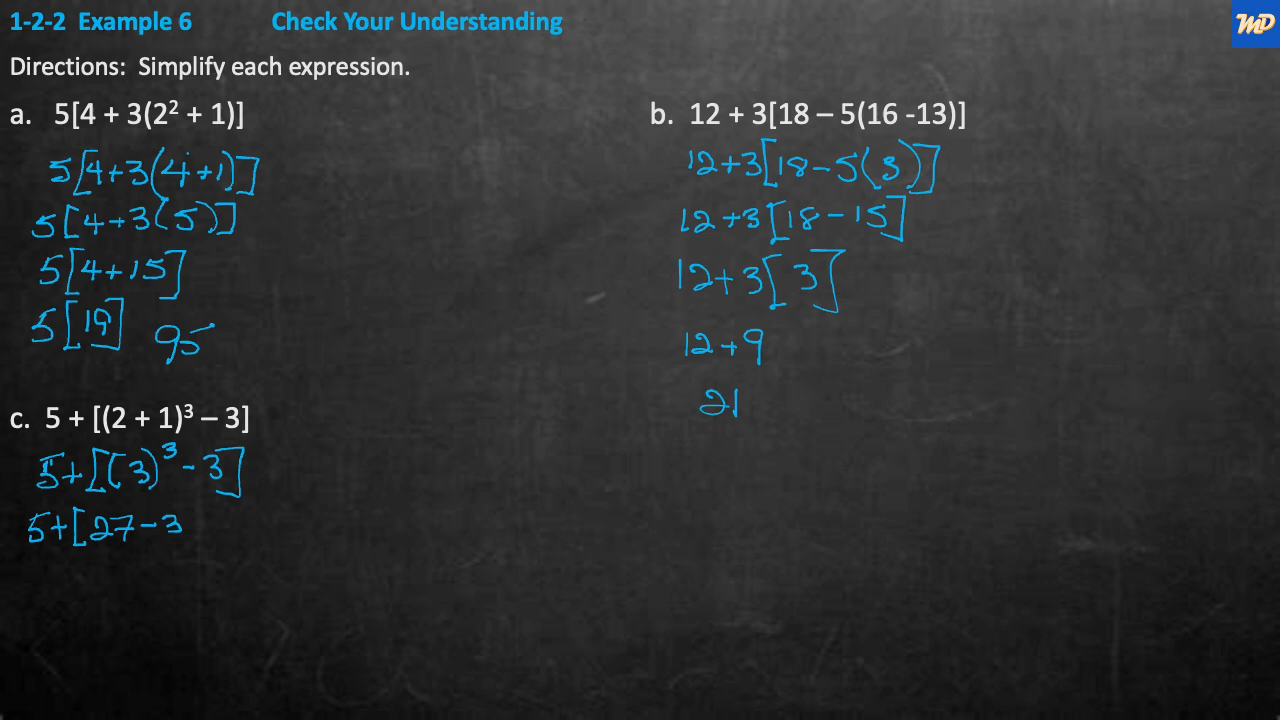 1-2-2 Example 6 Check Your Understanding
MD
Directions: Simplify each expression.
a. 5[4 + 3(2² + 1)]
5[4+3(4+1)]
5[4+3(5)]
5[4+15]
5[19] 95
b. 12 + 3[18 – 5(16 -13)]
12+3[18-5(3)]
12+3[18-15]
12+3[3]
12+9
21
c. 5 + [(2 + 1)³ – 3]
5+[(3)³-3]
5+[27-3